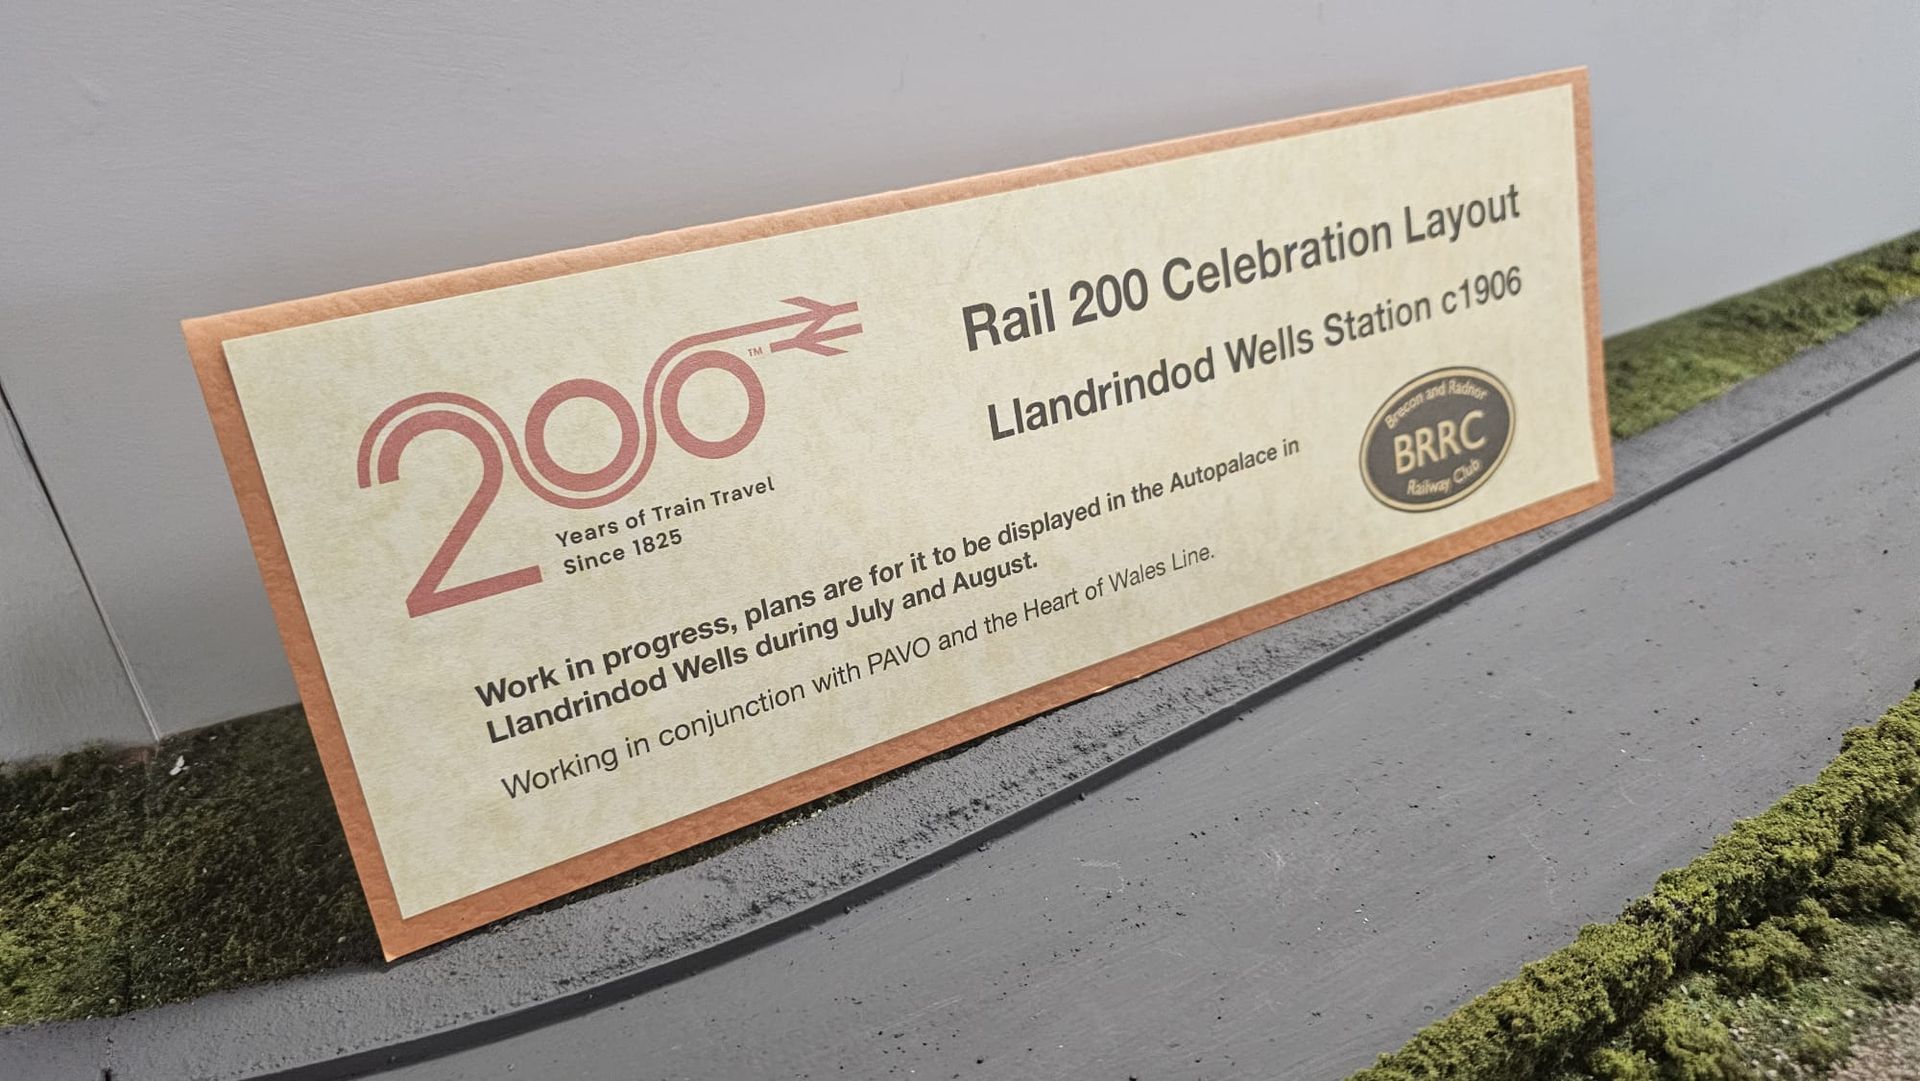 200™
Years of Train Travel
Since 1825
Rail 200 Celebration Layout
Llandrindod Wells Station c1906
Brecon and Radnor
BRRC
Railway Club
Work in progress, plans are for it to be displayed in the Autopalace in
Llandrindod Wells during July and August.
Working in conjunction with PAVO and the Heart of Wales Line.